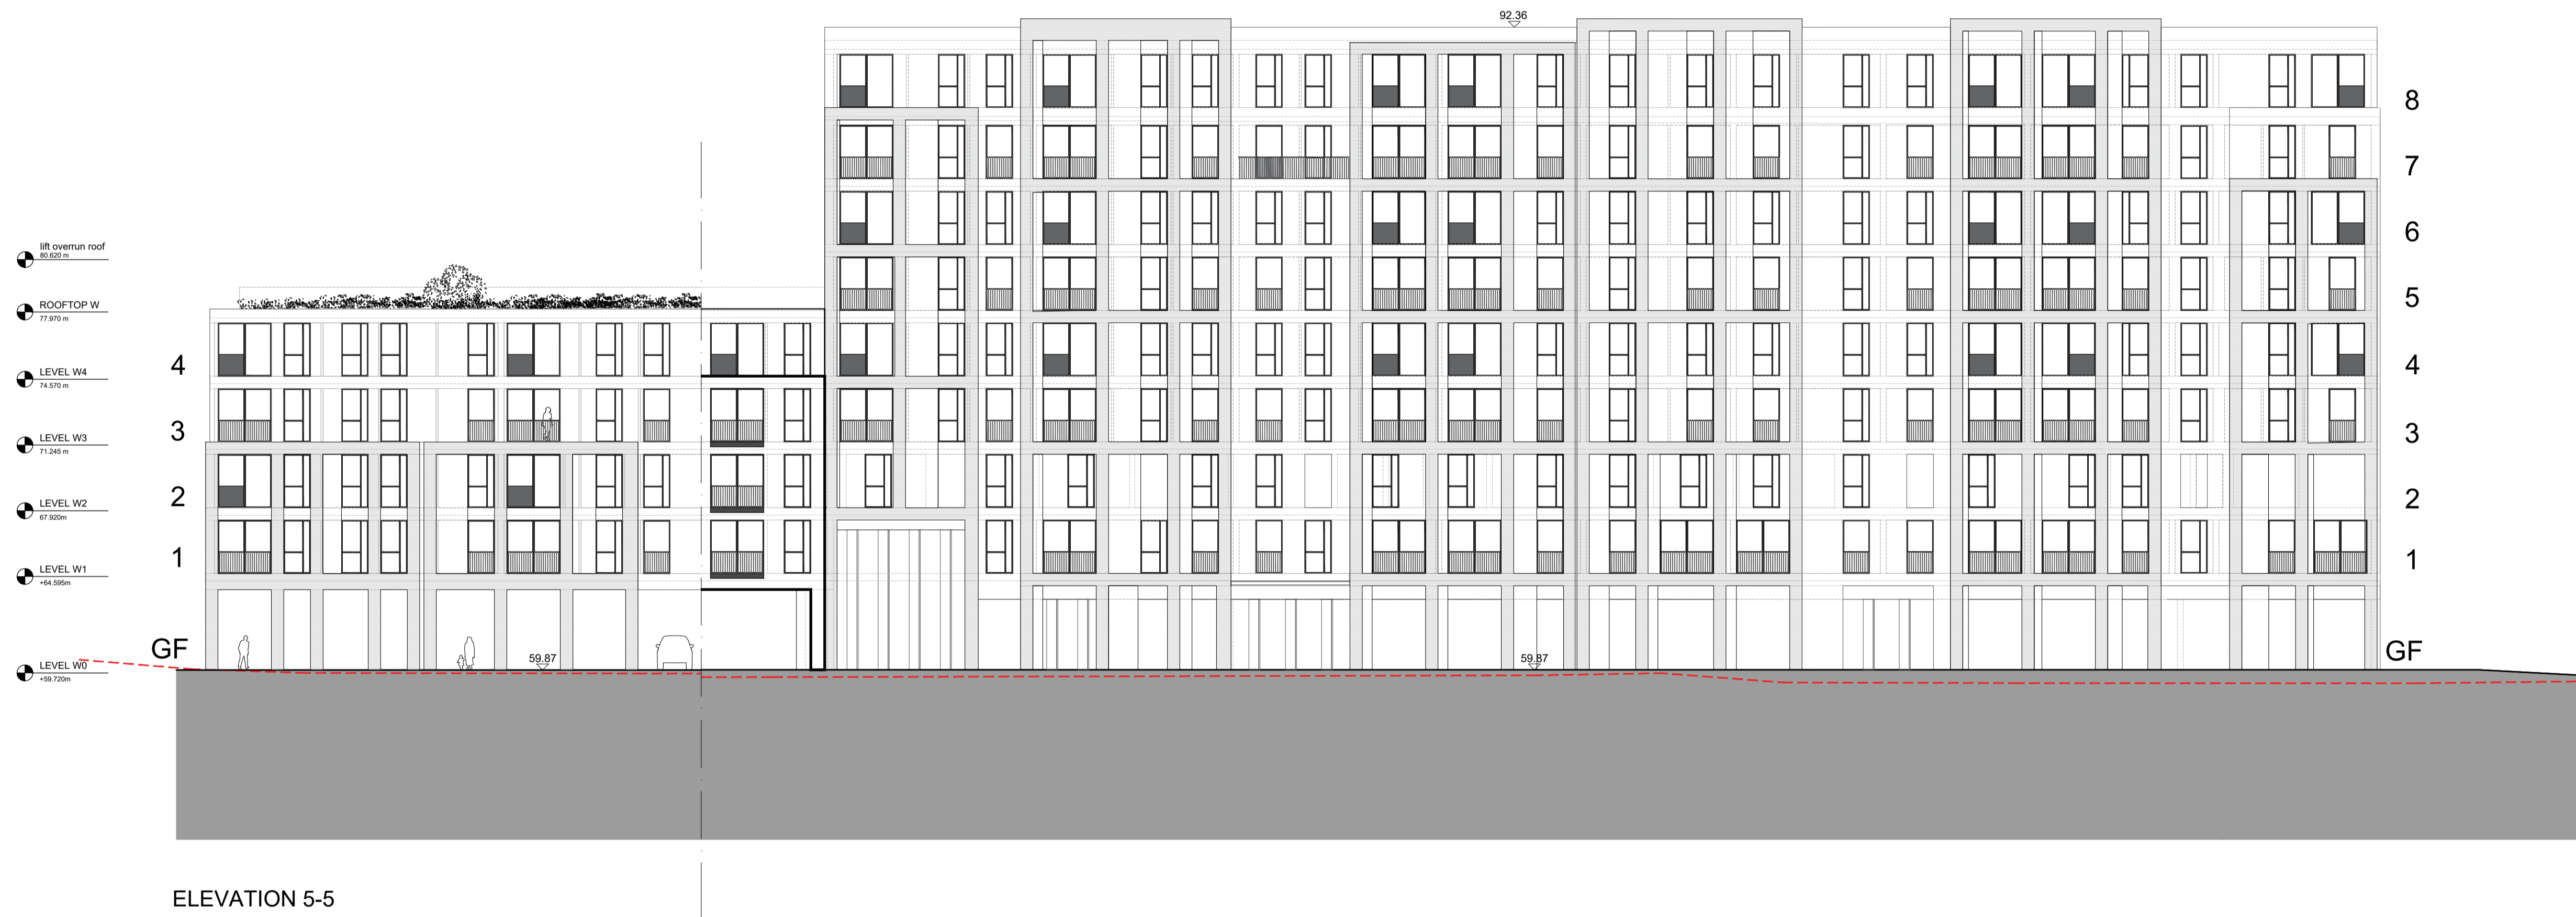 92.36
8
7
6
lift overrun roof
80.620 m
5
ROOFTOP W
77.970 m
4
LEVEL W4
74.570 m
4
3
LEVEL W3
71.245 m
3
2
LEVEL W2
67.920m
2
1
LEVEL W1
+64.595m
1
GF
LEVEL W0
+59.720m
59.87
59.87
GF
ELEVATION 5-5